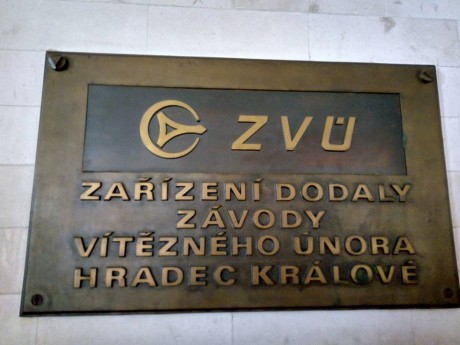 ZVÚ
ZAŘÍZENÍ DODALY
ZÁVODY
VÍTĚZNÉHO ÚNORA
HRADEC KRÁLOVÉ